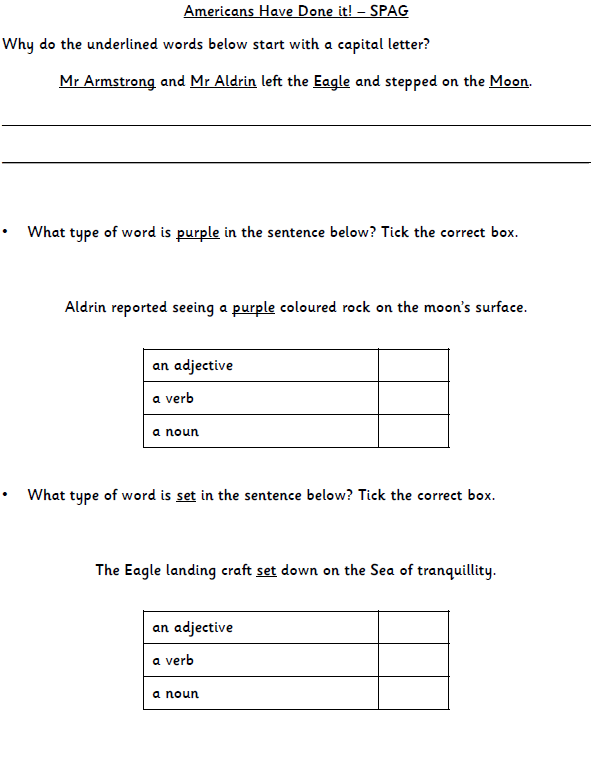 Americans Have Done it! – SPAG
Why do the underlined words below start with a capital letter?
Mr Armstrong and Mr Aldrin left the Eagle and stepped on the Moon.
• What type of word is purple in the sentence below? Tick the correct box.
Aldrin reported seeing a purple coloured rock on the moon's surface.
an adjective
a verb
a noun
• What type of word is set in the sentence below? Tick the correct box.
The Eagle landing craft set down on the Sea of tranquillity.
an adjective
a verb
a noun